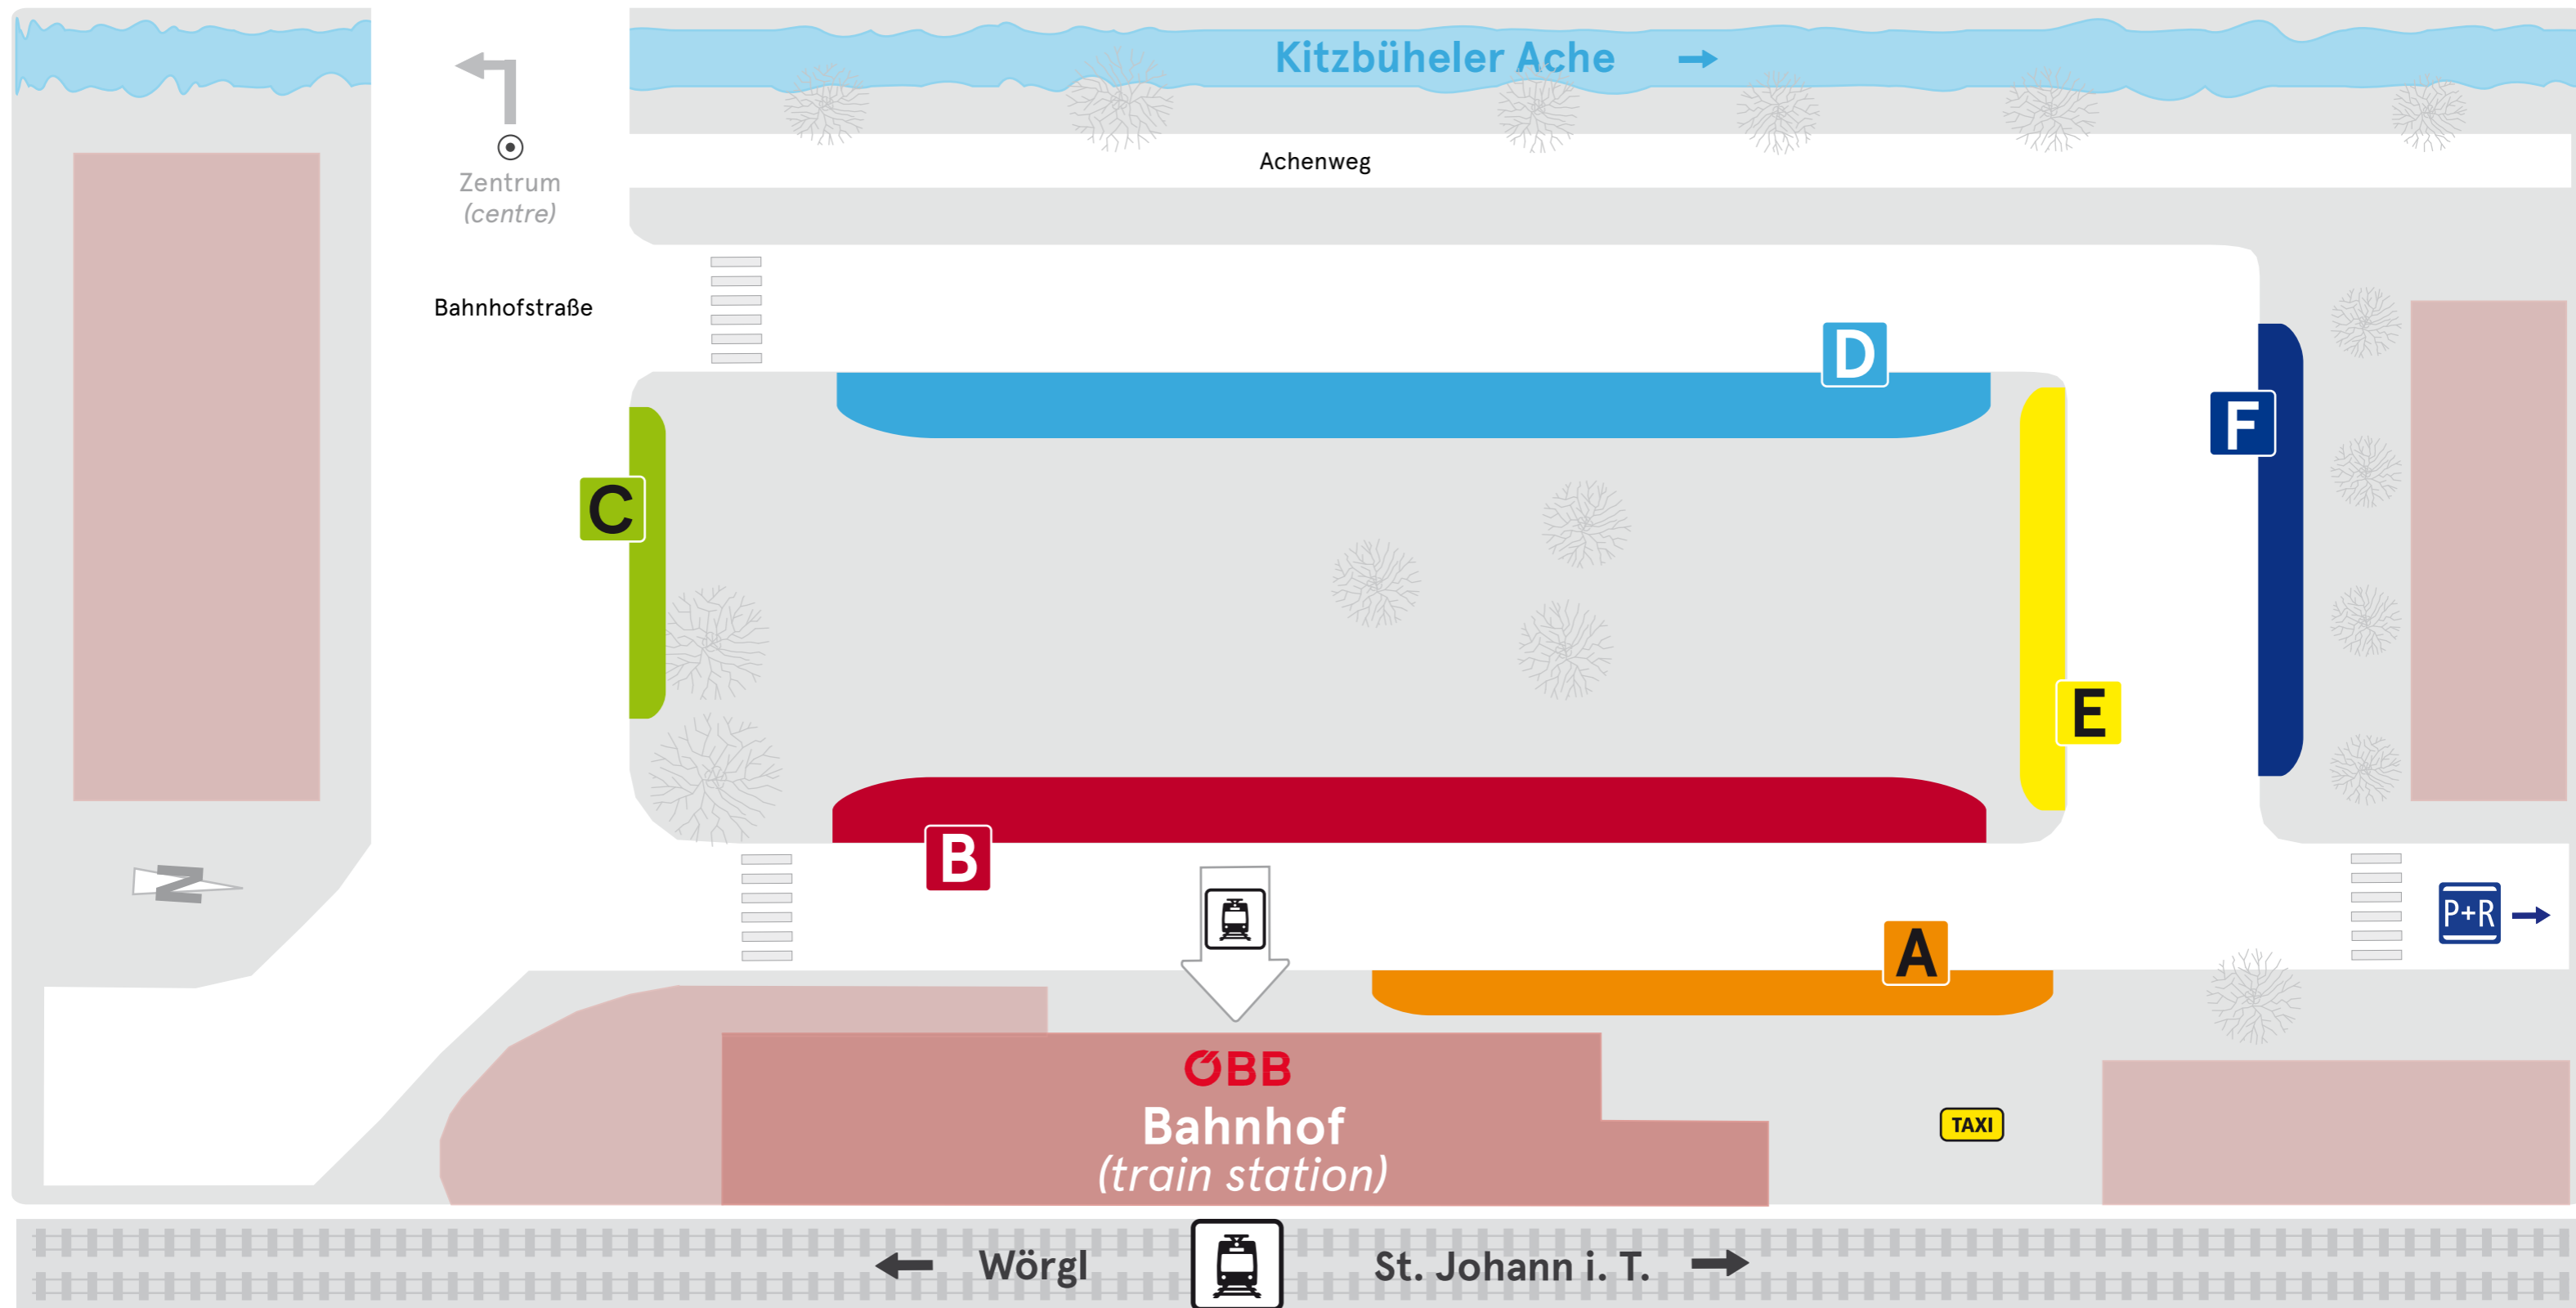 Kitzbüheler Ache
Achenweg
Zentrum
(centre)
Bahnhofstraße
D
F
C
E
B
N
P+R
A
ÖBB
Bahnhof
(train station)
TAXI
Wörgl
St. Johann i. T.